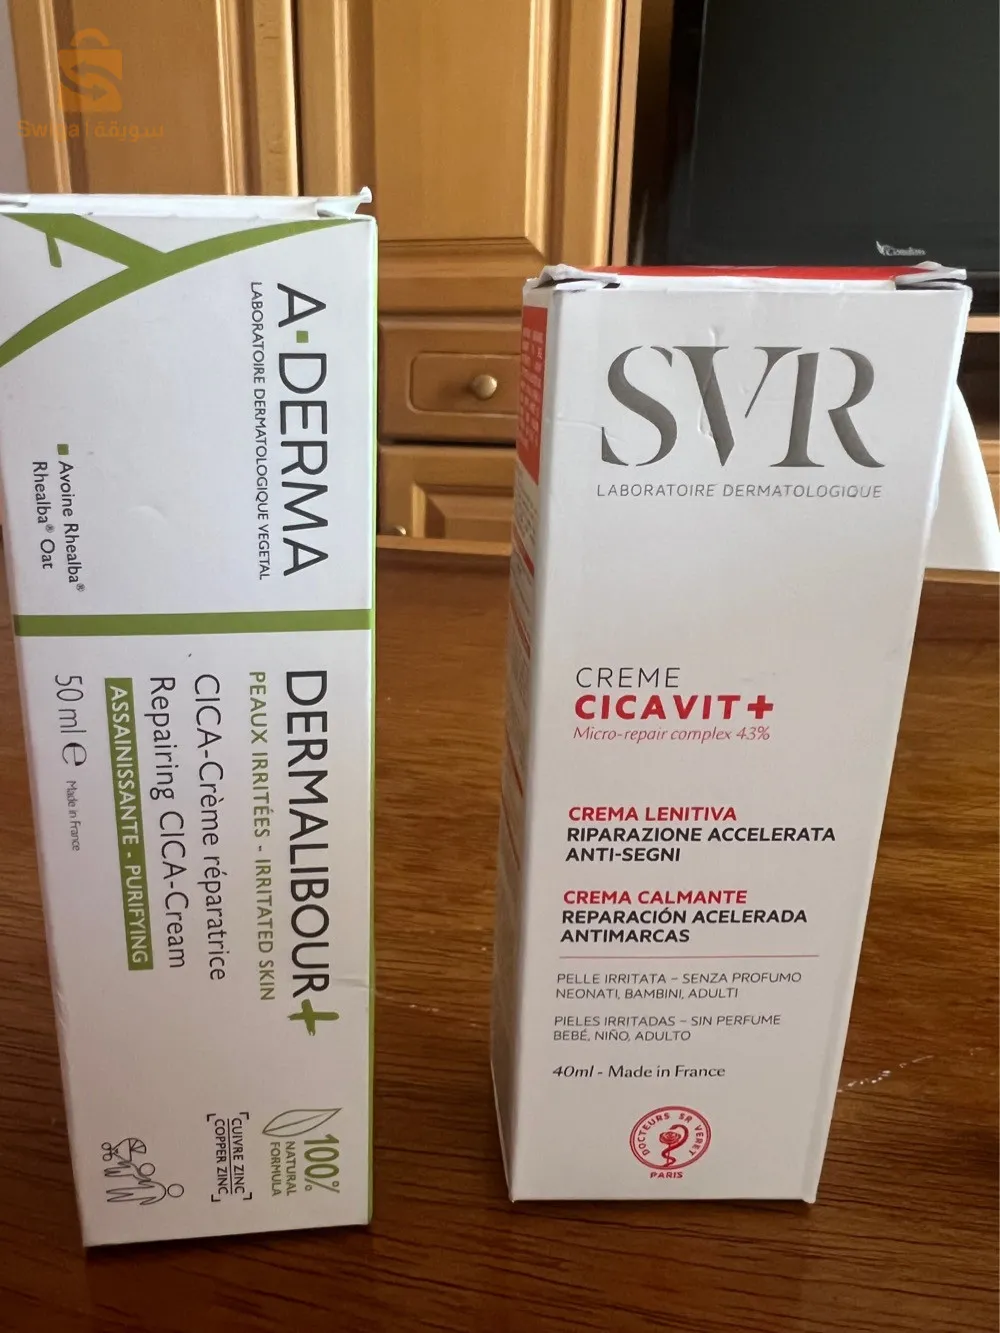 Swiqa | سويقة
Condor
A-DERMA
LABORATOIRE DERMATOLOGIQUE VEGETAL
Avoine Rhealba®
Rhealba® Oat
DERMALIBOUR+
PEAUX IRRITÉES - IRRITATED SKIN
CICA-Crème réparatrice
Repairing CICA-Cream
ASSAINISSANTE - PURIFYING
50 ml e Made in France
100%
NATURAL
FORMULA
CUIVRE ZINC
COPPER ZINC
SVR
LABORATOIRE DERMATOLOGIQUE
CREME
CICAVIT+
Micro-repair complex 43%
CREMA LENITIVA
RIPARAZIONE ACCELERATA
ANTI-SEGNI
CREMA CALMANTE
REPARACIÓN ACELERADA
ANTIMARCAS
PELLE IRRITATA – SENZA PROFUMO
NEONATI, BAMBINI, ADULTI
PIELES IRRITADAS – SIN PERFUME
BEBÉ, NIÑO, ADULTO
40ml - Made in France
DOCTEURS SR VERET
PARIS